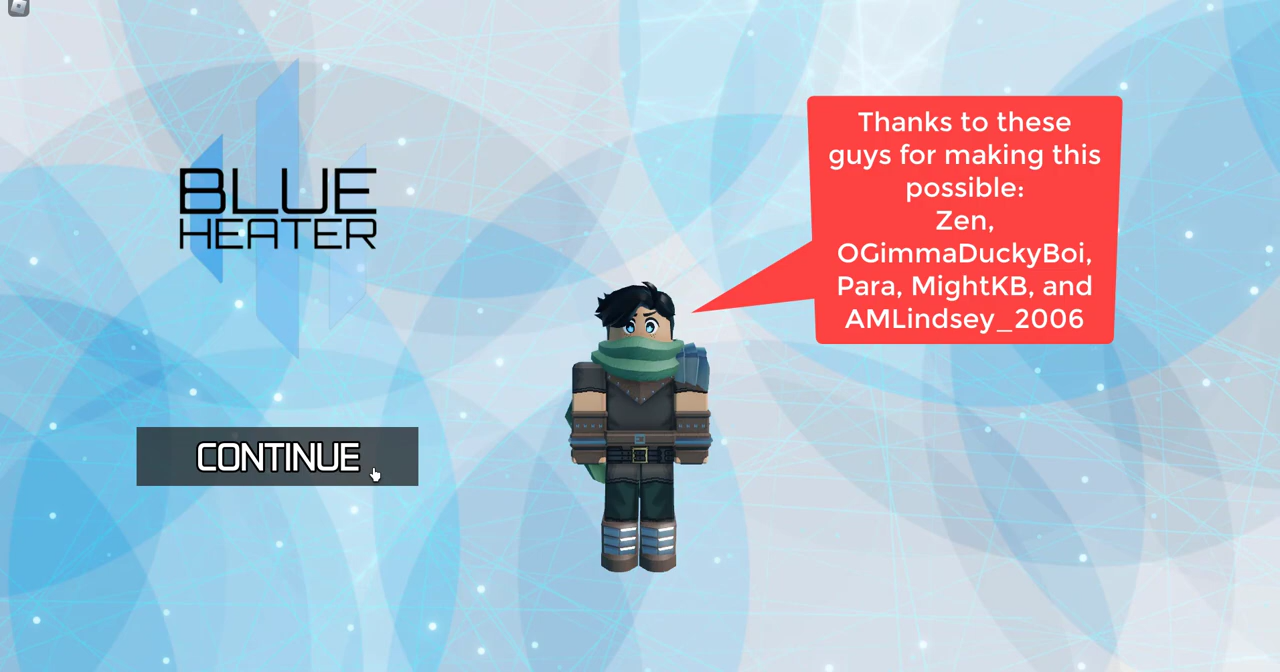 BLUE
HEATER
CONTINUE
Thanks to these
guys for making this
possible:
Zen,
OGimmaDuckyBoi,
Para, MightKB, and
AMLindsey_2006